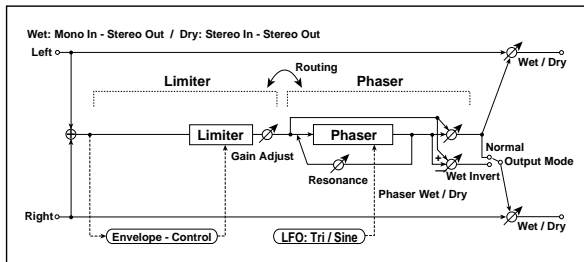 Wet: Mono In - Stereo Out / Dry: Stereo In - Stereo Out
Left
Wet / Dry
Routing
Limiter
Phaser
Limiter
Phaser
Normal
Output Mode
Gain Adjust
+
Wet Invert
−
Resonance
Phaser Wet / Dry
Right
Wet / Dry
Envelope - Control
LFO: Tri / Sine